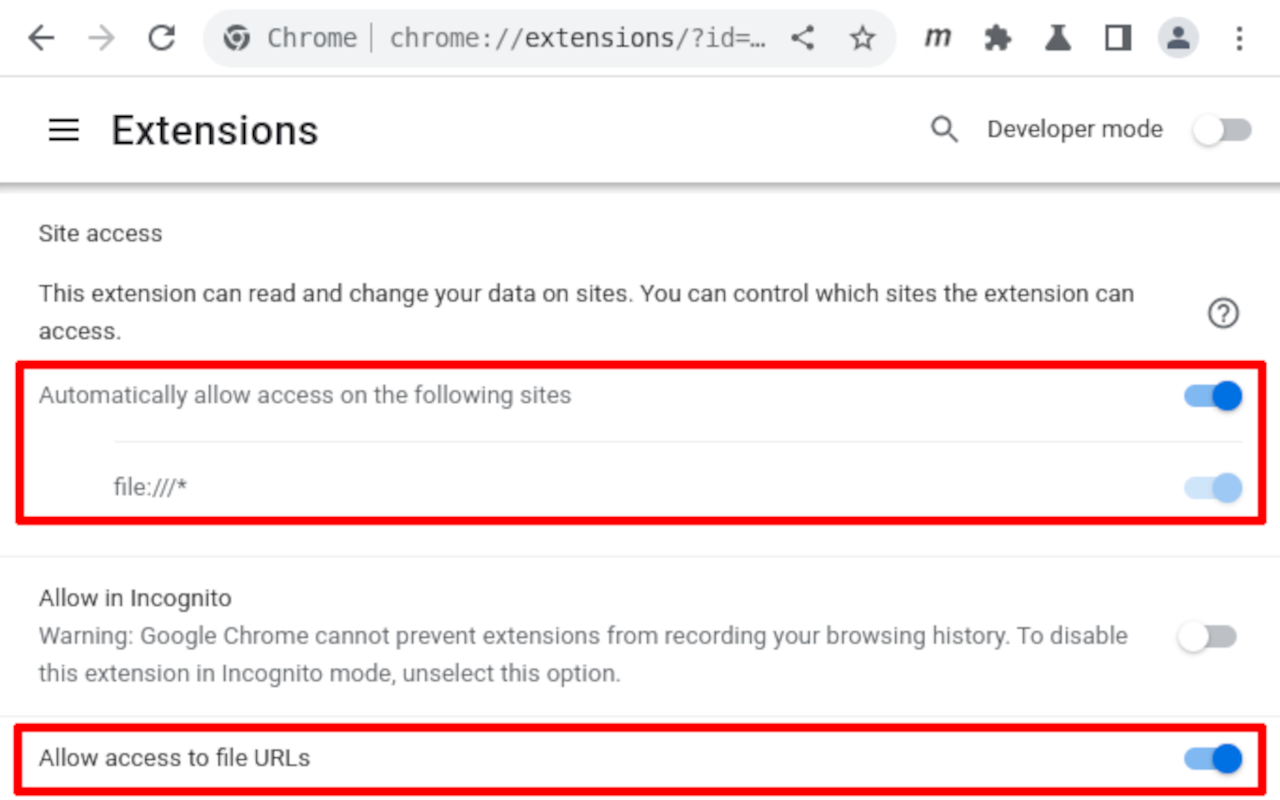 Chrome | chrome://extensions/?id=... m
Extensions Developer mode
Site access
This extension can read and change your data on sites. You can control which sites the extension can
access.
Automatically allow access on the following sites
file:///*
Allow in Incognito
Warning: Google Chrome cannot prevent extensions from recording your browsing history. To disable
this extension in Incognito mode, unselect this option.
Allow access to file URLs